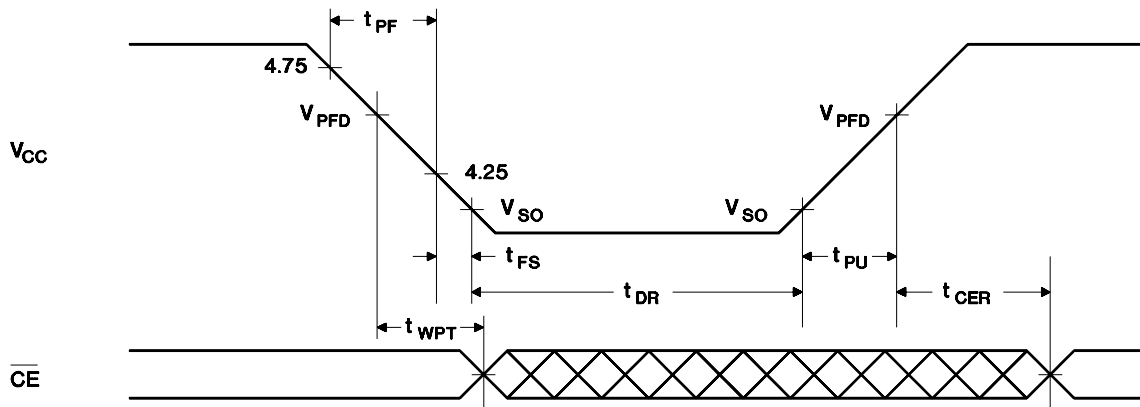 t PF
4.75
V PFD
V PFD
V CC
4.25
V SO
V SO
t FS
t PU
t DR
t CER
t WPT
CE